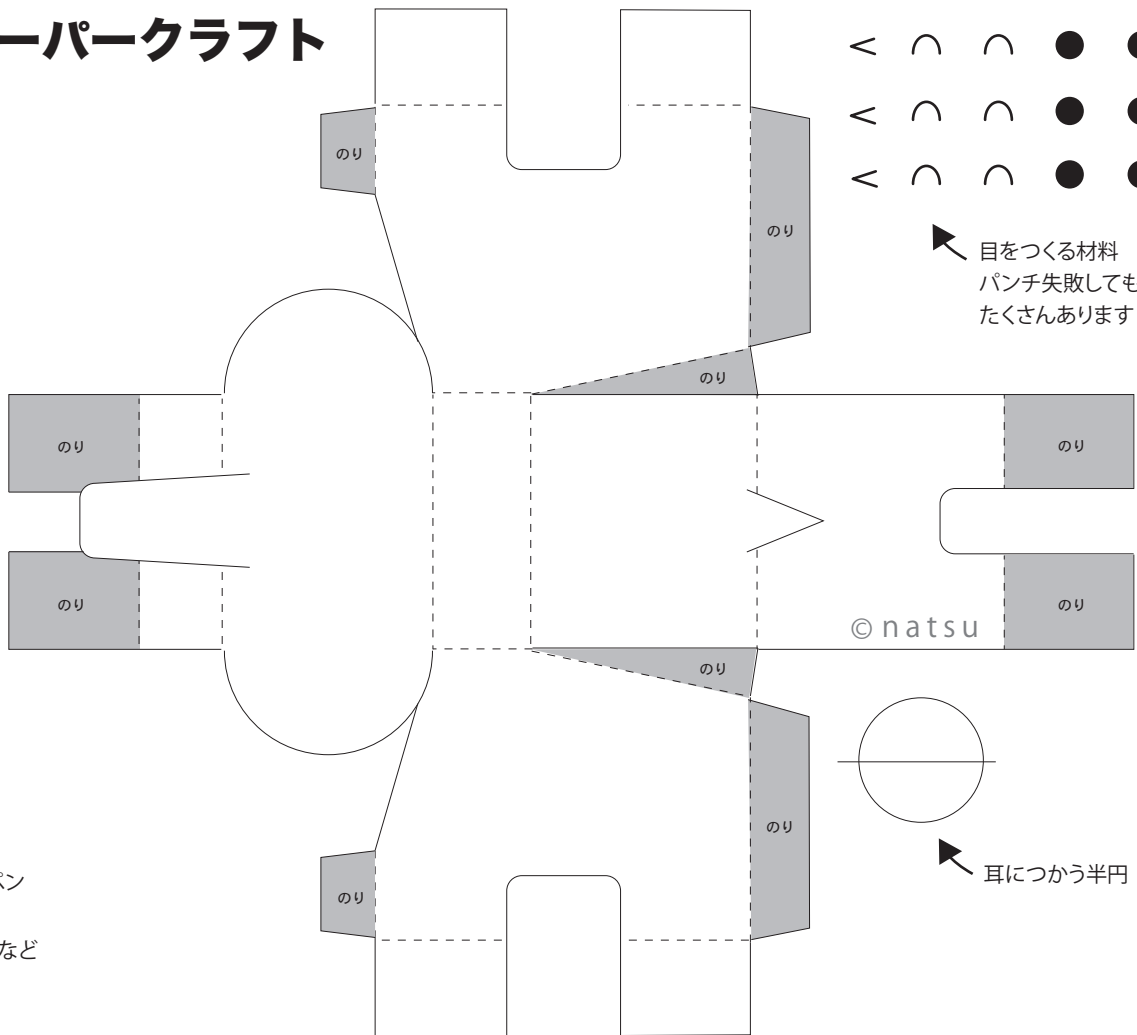 ーパークラフト
のり
のり
目をつくる材料
パンチ失敗しても
たくさんあります
のり
のり
のり
のり
のり
© natsu
のり
のり
のり
のり
耳につかう半円
ペン
など